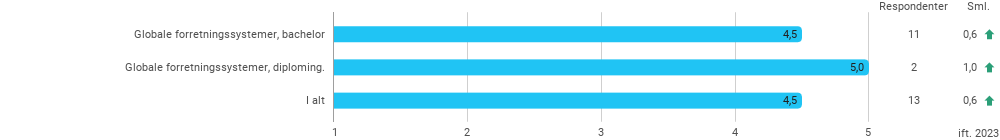 Respondenter Sml.
Globale forretningssystemer, bachelor 4,5 11 0,6
Globale forretningssystemer, diploming. 5,0 2 1,0
I alt 4,5 13 0,6
1 2 3 4 5
ift. 2023